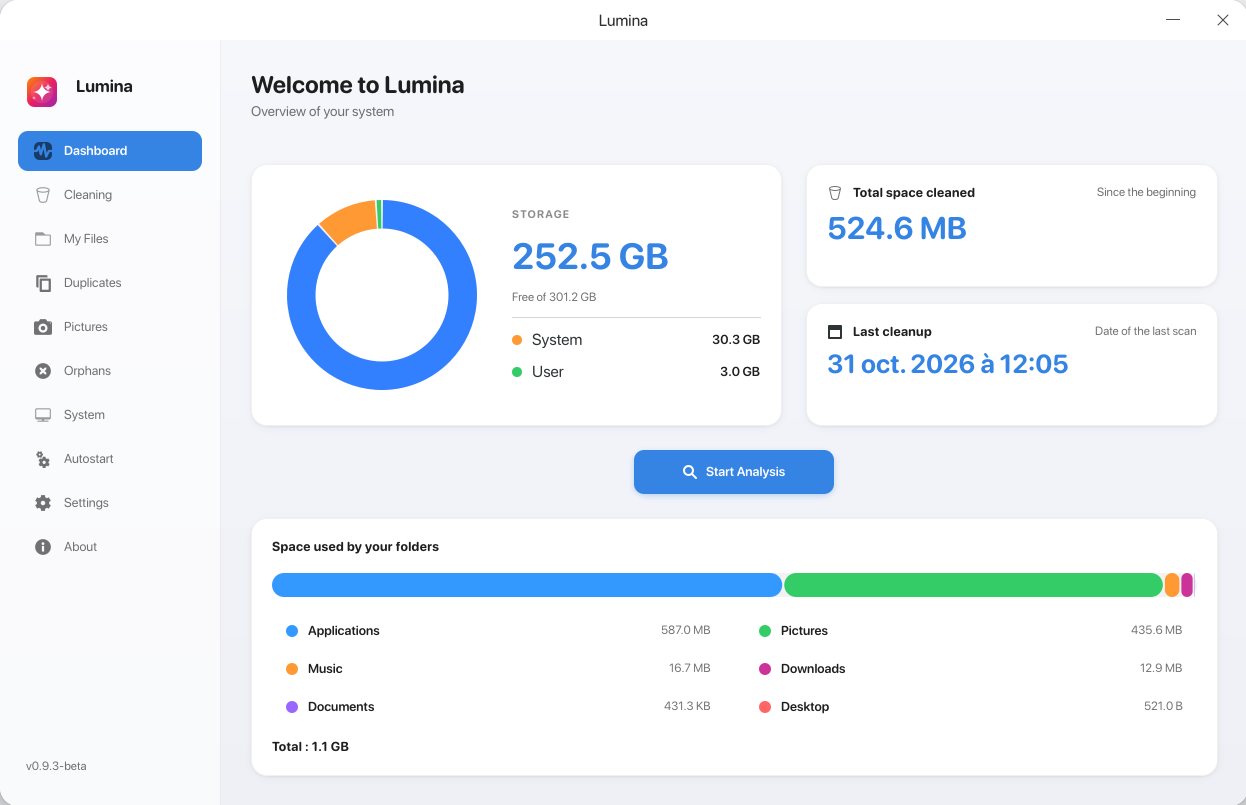 Lumina
Lumina
Dashboard
Cleaning
My Files
Duplicates
Pictures
Orphans
System
Autostart
Settings
About
v0.9.3-beta
Welcome to Lumina
Overview of your system
STORAGE
252.5 GB
Free of 301.2 GB
System 30.3 GB
User 3.0 GB
Total space cleaned Since the beginning
524.6 MB
Last cleanup Date of the last scan
31 oct. 2026 à 12:05
Start Analysis
Space used by your folders
Applications 587.0 MB Pictures 435.6 MB
Music 16.7 MB Downloads 12.9 MB
Documents 431.3 KB Desktop 521.0 B
Total : 1.1 GB